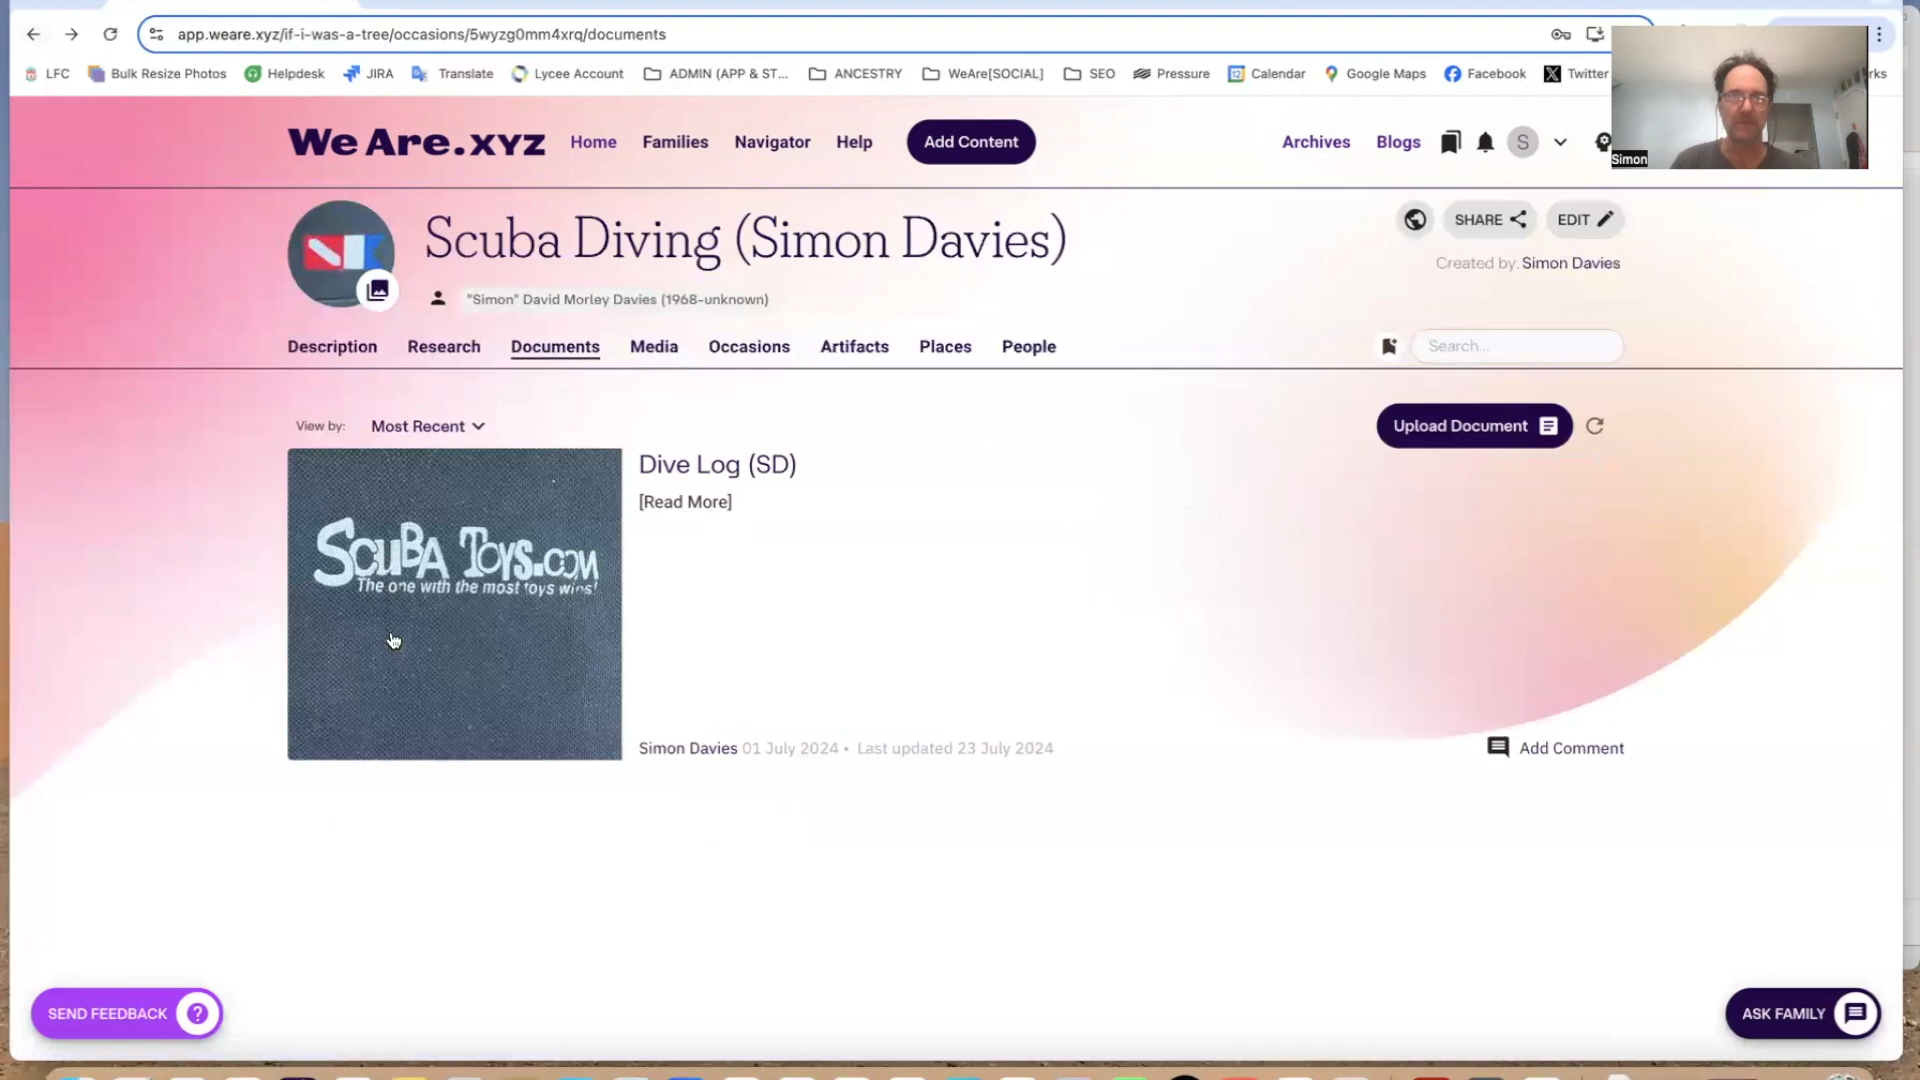 app.weare.xyz/if-i-was-a-tree/occasions/5wyzg0mm4xrq/documents
LFC Bulk Resize Photos Helpdesk JIRA Translate Lycee Account ADMIN (APP & ST... ANCESTRY WeAre[SOCIAL] SEO Pressure Calendar Google Maps Facebook Twitter
Simon
We Are.xyz Home Families Navigator Help Add Content Archives Blogs S
Scuba Diving (Simon Davies)
SHARE EDIT
Created by: Simon Davies
"Simon" David Morley Davies (1968-unknown)
Description Research Documents Media Occasions Artifacts Places People Search...
View by: Most Recent Upload Document
Dive Log (SD)
[Read More]
SCUBA TOYS.COM
The one with the most toys wins!
Simon Davies 01 July 2024 • Last updated 23 July 2024 Add Comment
SEND FEEDBACK ?
ASK FAMILY